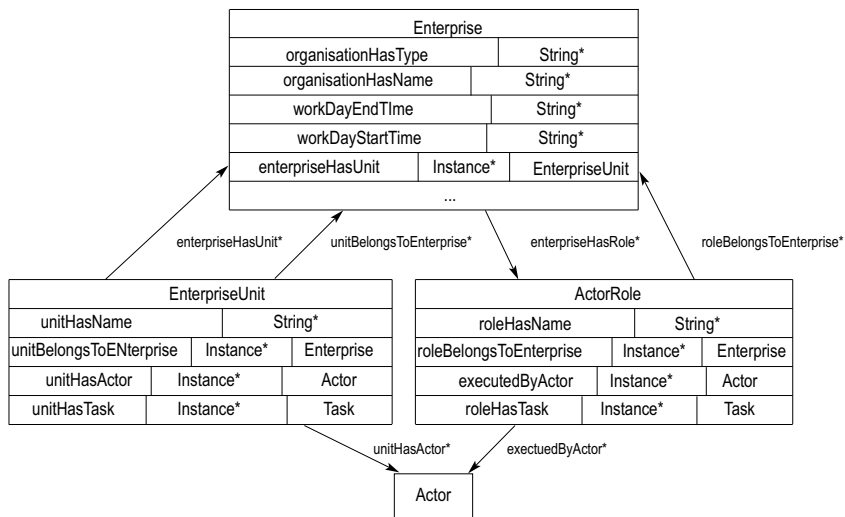 Enterprise
organisationHasType String*
organisationHasName String*
workDayEndTIme String*
workDayStartTime String*
enterpriseHasUnit Instance* EnterpriseUnit
...
enterpriseHasUnit* unitBelongsToEnterprise* enterpriseHasRole* roleBelongsToEnterprise*
EnterpriseUnit
unitHasName String*
unitBelongsToENterprise Instance* Enterprise
unitHasActor Instance* Actor
unitHasTask Instance* Task
ActorRole
roleHasName String*
roleBelongsToEnterprise Instance* Enterprise
executedByActor Instance* Actor
roleHasTask Instance* Task
unitHasActor* exectuedByActor*
Actor